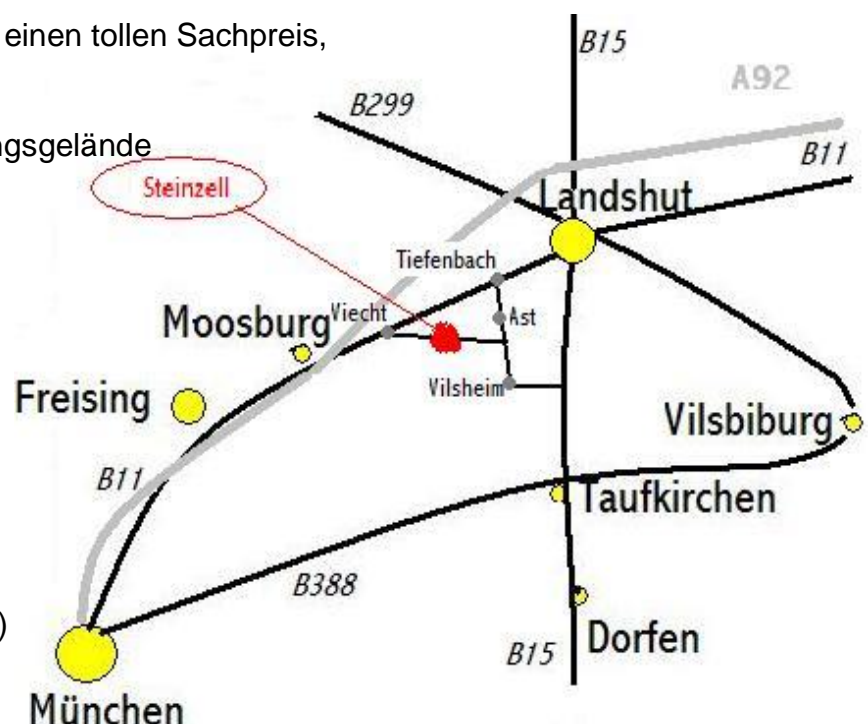 einen tollen Sachpreis,
B15
A92
B299
ngsgelände
B11
Steinzell
Landshut
Tiefenbach
Viecht
Ast
Moosburg
Vilsheim
Freising
Vilsbiburg
B11
Taufkirchen
B388
)
Dorfen
B15
München